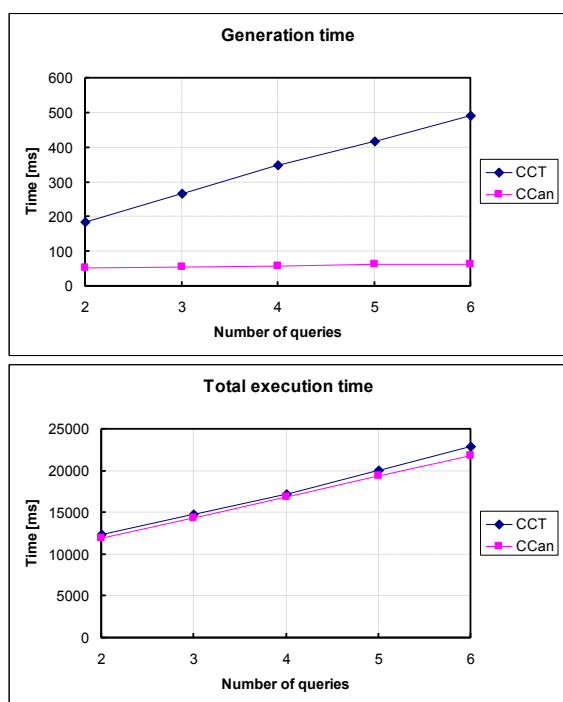 Generation time
600
500
400
300
200
100
0
Time [ms]
2 3 4 5 6
Number of queries
CCT
CCan
Total execution time
25000
20000
15000
10000
5000
0
Time [ms]
2 3 4 5 6
Number of queries
CCT
CCan